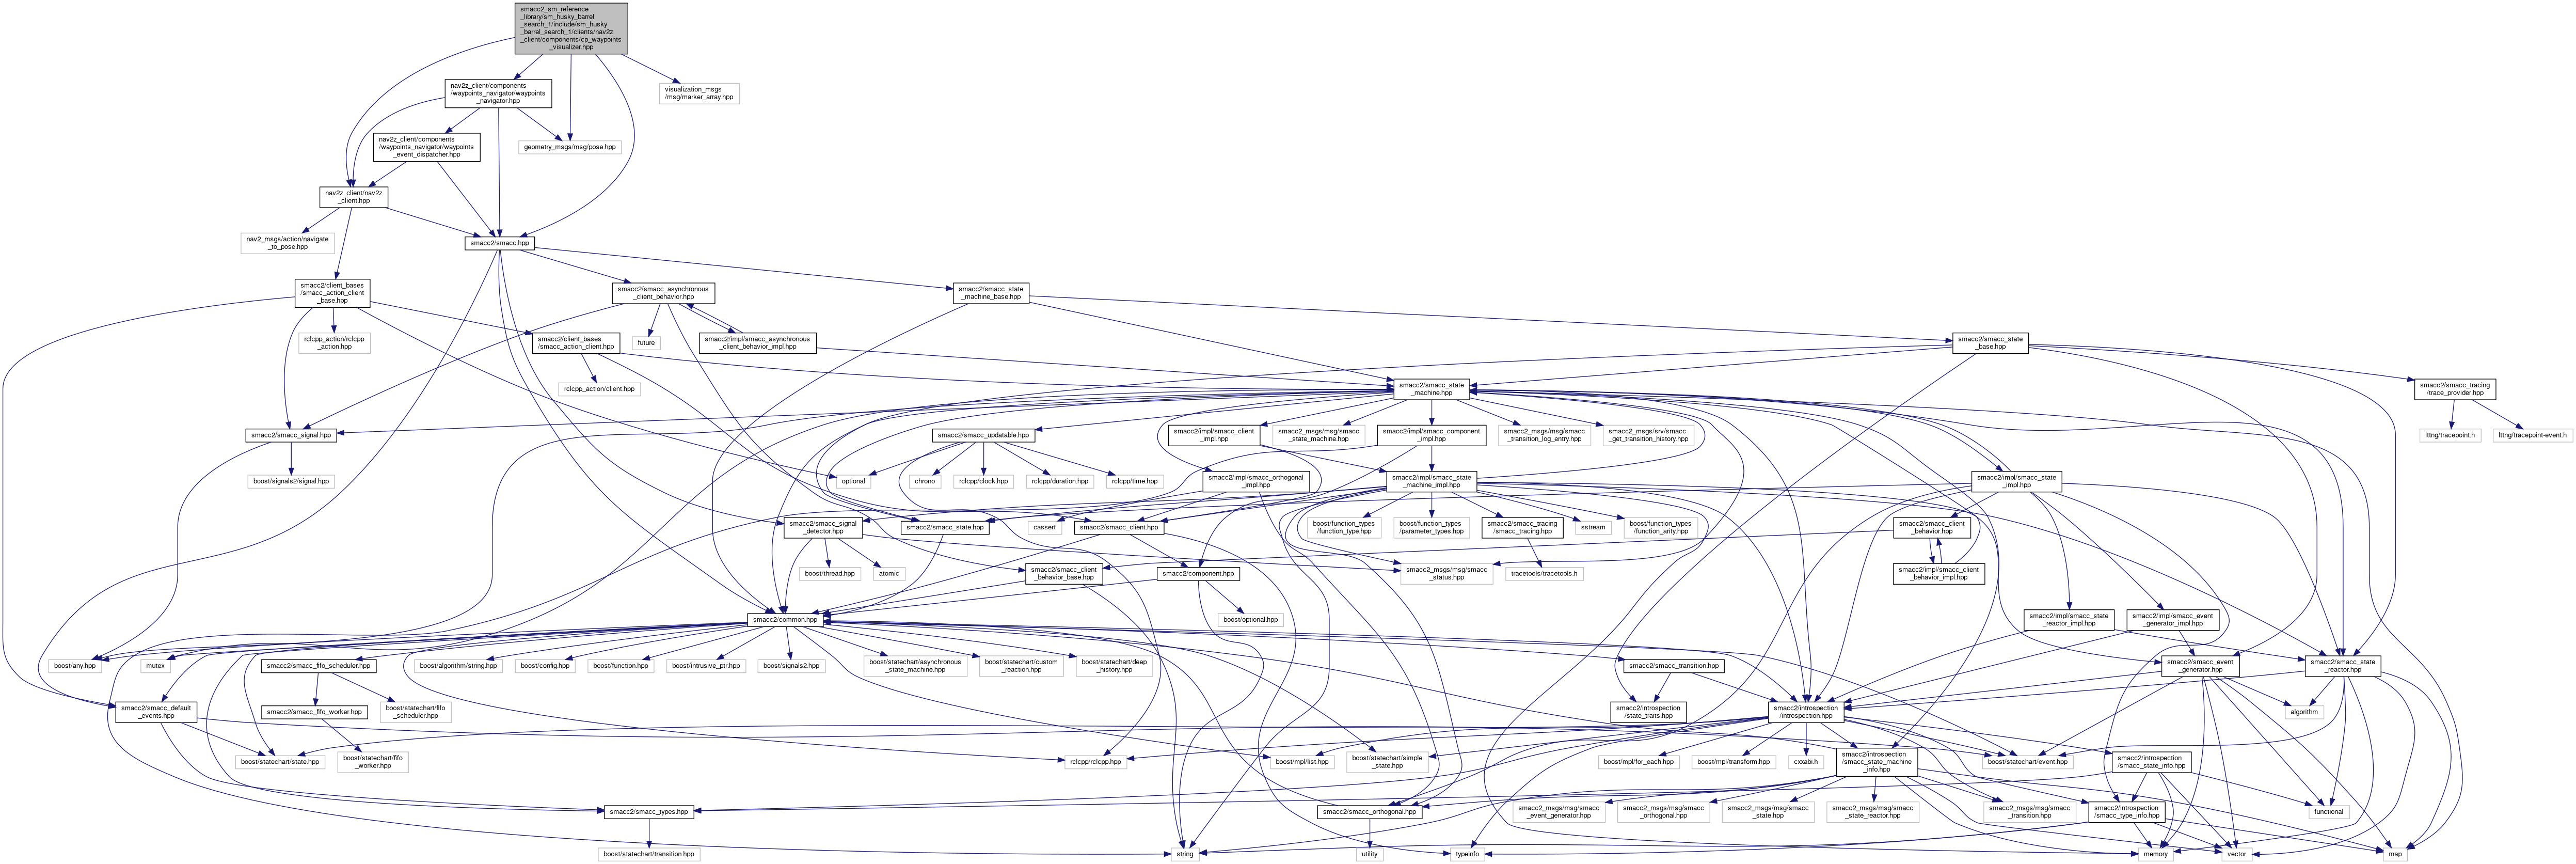 smacc2_sm_reference
_library/sm_husky_barrel
_search_1/include/sm_husky
_barrel_search_1/clients/nav2z
_client/components/cp_waypoints
_visualizer.hpp
nav2z_client/components
/waypoints_navigator/waypoints
_navigator.hpp
visualization_msgs
/msg/marker_array.hpp
nav2z_client/components
/waypoints_navigator/waypoints
_event_dispatcher.hpp
geometry_msgs/msg/pose.hpp
nav2z_client/nav2z
_client.hpp
nav2_msgs/action/navigate
_to_pose.hpp
smacc2/smacc.hpp
smacc2/client_bases
/smacc_action_client
_base.hpp
smacc2/smacc_asynchronous
_client_behavior.hpp
smacc2/smacc_state
_machine_base.hpp
rclcpp_action/rclcpp
_action.hpp
smacc2/client_bases
/smacc_action_client.hpp
future
smacc2/impl/smacc_asynchronous
_client_behavior_impl.hpp
smacc2/smacc_state
_base.hpp
rclcpp_action/client.hpp
smacc2/smacc_state
_machine.hpp
smacc2/smacc_tracing
/trace_provider.hpp
smacc2/smacc_signal.hpp
smacc2/smacc_updatable.hpp
smacc2/impl/smacc_client
_impl.hpp
smacc2_msgs/msg/smacc
_state_machine.hpp
smacc2/impl/smacc_component
_impl.hpp
smacc2_msgs/msg/smacc
_transition_log_entry.hpp
smacc2_msgs/srv/smacc
_get_transition_history.hpp
lttng/tracepoint.h
lttng/tracepoint-event.h
boost/signals2/signal.hpp
optional
chrono
rclcpp/clock.hpp
rclcpp/duration.hpp
rclcpp/time.hpp
smacc2/impl/smacc_orthogonal
_impl.hpp
smacc2/impl/smacc_state
_machine_impl.hpp
smacc2/impl/smacc_state
_impl.hpp
smacc2/smacc_signal
_detector.hpp
smacc2/smacc_state.hpp
cassert
smacc2/smacc_client.hpp
boost/function_types
/function_type.hpp
boost/function_types
/parameter_types.hpp
smacc2/smacc_tracing
/smacc_tracing.hpp
sstream
boost/function_types
/function_arity.hpp
smacc2/smacc_client
_behavior.hpp
boost/thread.hpp
atomic
smacc2/smacc_client
_behavior_base.hpp
smacc2/component.hpp
smacc2_msgs/msg/smacc
_status.hpp
tracetools/tracetools.h
smacc2/impl/smacc_client
_behavior_impl.hpp
smacc2/common.hpp
boost/optional.hpp
smacc2/impl/smacc_state
_reactor_impl.hpp
smacc2/impl/smacc_event
_generator_impl.hpp
boost/any.hpp
mutex
smacc2/smacc_fifo_scheduler.hpp
boost/algorithm/string.hpp
boost/config.hpp
boost/function.hpp
boost/intrusive_ptr.hpp
boost/signals2.hpp
boost/statechart/asynchronous
_state_machine.hpp
boost/statechart/custom
_reaction.hpp
boost/statechart/deep
_history.hpp
smacc2/smacc_transition.hpp
smacc2/smacc_event
_generator.hpp
smacc2/smacc_state
_reactor.hpp
smacc2/smacc_default
_events.hpp
smacc2/smacc_fifo_worker.hpp
boost/statechart/fifo
_scheduler.hpp
smacc2/introspection
/state_traits.hpp
smacc2/introspection
/introspection.hpp
algorithm
boost/statechart/state.hpp
boost/statechart/fifo
_worker.hpp
rclcpp/rclcpp.hpp
boost/mpl/list.hpp
boost/statechart/simple
_state.hpp
boost/mpl/for_each.hpp
boost/mpl/transform.hpp
cxxabi.h
smacc2/introspection
/smacc_state_machine
_info.hpp
boost/statechart/event.hpp
smacc2/introspection
/smacc_state_info.hpp
smacc2/smacc_types.hpp
smacc2/smacc_orthogonal.hpp
smacc2_msgs/msg/smacc
_event_generator.hpp
smacc2_msgs/msg/smacc
_orthogonal.hpp
smacc2_msgs/msg/smacc
_state.hpp
smacc2_msgs/msg/smacc
_state_reactor.hpp
smacc2_msgs/msg/smacc
_transition.hpp
smacc2/introspection
/smacc_type_info.hpp
functional
boost/statechart/transition.hpp
string
utility
typeinfo
memory
vector
map